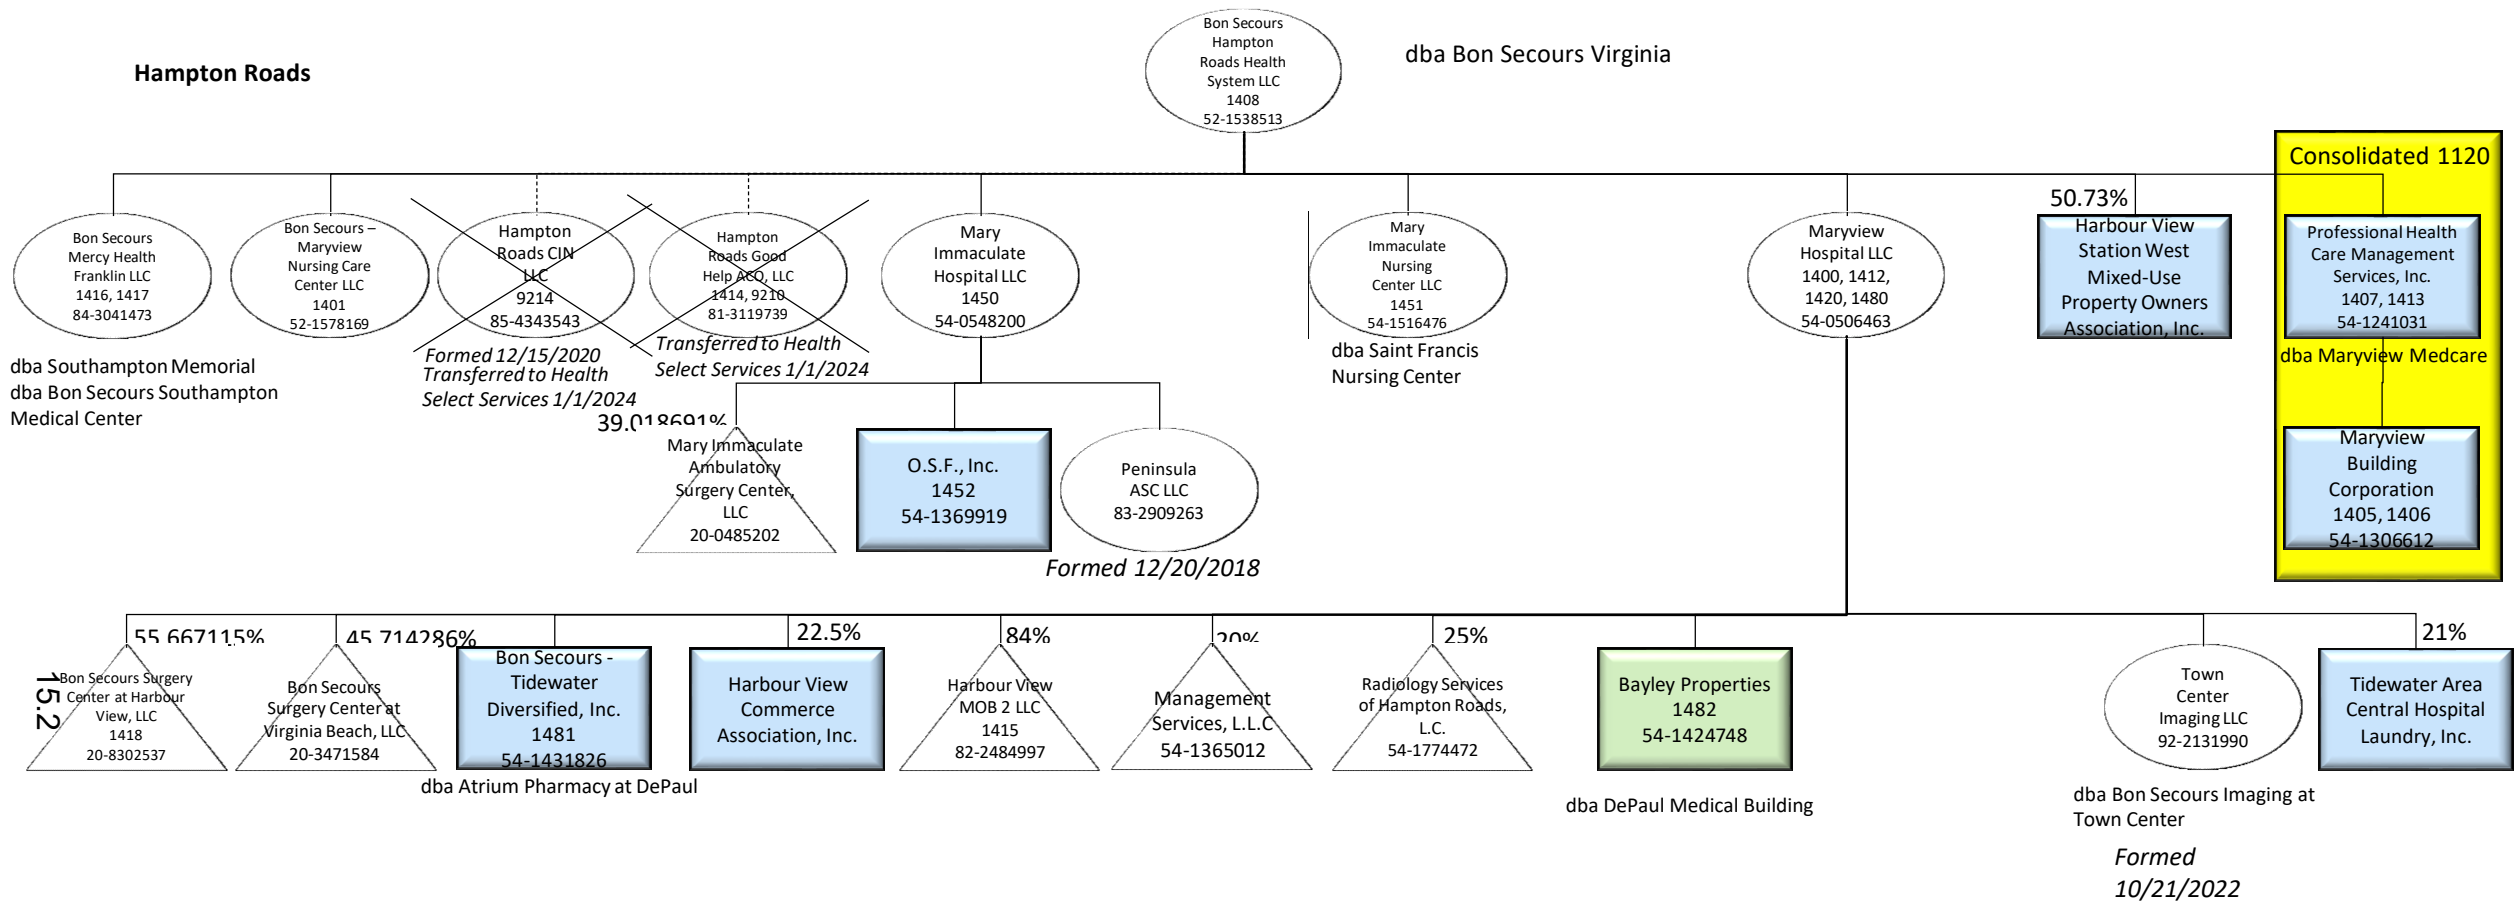 Hampton Roads
Bon Secours
Hampton
Roads Health
System LLC
1408
52-1538513
dba Bon Secours Virginia
Consolidated 1120
Bon Secours
Mercy Health
Franklin LLC
1416, 1417
84-3041473
dba Southampton Memorial
dba Bon Secours Southampton
Medical Center
Bon Secours –
Maryview
Nursing Care
Center LLC
1401
52-1578169
Hampton
Roads CIN
LLC
9214
85-4343543
Formed 12/15/2020
Transferred to Health
Select Services 1/1/2024
Hampton
Roads Good
Help ACO, LLC
1414, 9210
81-3119739
Transferred to Health
Select Services 1/1/2024
Mary
Immaculate
Hospital LLC
1450
54-0548200
Mary
Immaculate
Nursing
Center LLC
1451
54-1516476
dba Saint Francis
Nursing Center
Maryview
Hospital LLC
1400, 1412,
1420, 1480
54-0506463
50.73%
Harbour View
Station West
Mixed-Use
Property Owners
Association, Inc.
Professional Health
Care Management
Services, Inc.
1407, 1413
54-1241031
dba Maryview Medcare
39.018691%
Mary Immaculate
Ambulatory
Surgery Center,
LLC
20-0485202
O.S.F., Inc.
1452
54-1369919
Peninsula
ASC LLC
83-2909263
Formed 12/20/2018
Maryview
Building
Corporation
1405, 1406
54-1306612
55.667115%
15.2
Bon Secours Surgery
Center at Harbour
View, LLC
1418
20-8302537
45.714286%
Bon Secours
Surgery Center at
Virginia Beach, LLC
20-3471584
Bon Secours -
Tidewater
Diversified, Inc.
1481
54-1431826
dba Atrium Pharmacy at DePaul
22.5%
Harbour View
Commerce
Association, Inc.
84%
Harbour View
MOB 2 LLC
1415
82-2484997
20%
Management
Services, L.L.C
54-1365012
25%
Radiology Services
of Hampton Roads,
L.C.
54-1774472
Bayley Properties
1482
54-1424748
dba DePaul Medical Building
Town
Center
Imaging LLC
92-2131990
dba Bon Secours Imaging at
Town Center
Formed
10/21/2022
21%
Tidewater Area
Central Hospital
Laundry, Inc.